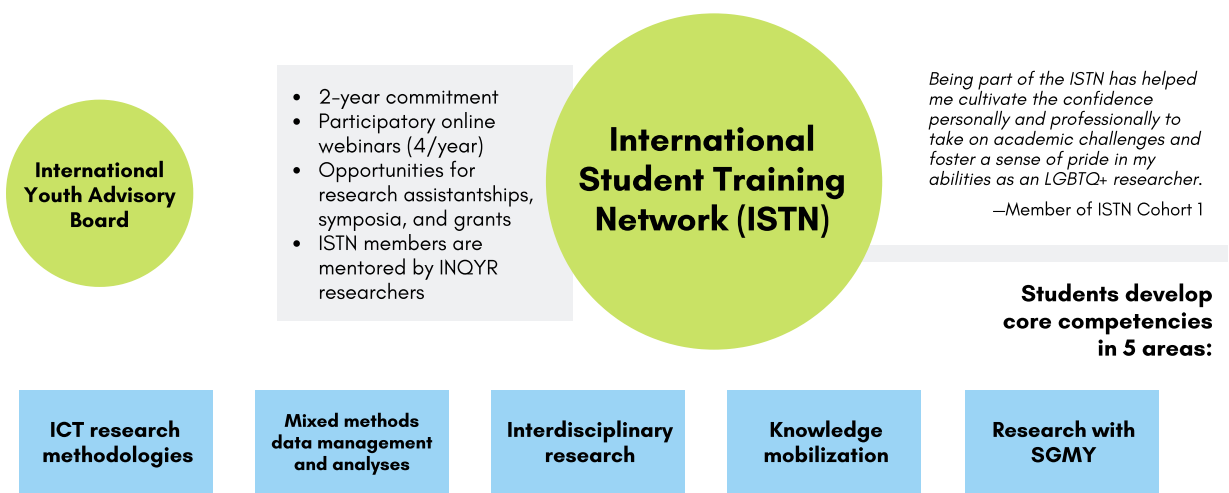 International
Youth Advisory
Board
• 2-year commitment
• Participatory online
webinars (4/year)
• Opportunities for
research assistantships,
symposia, and grants
• ISTN members are
mentored by INQYR
researchers
International
Student Training
Network (ISTN)
Being part of the ISTN has helped
me cultivate the confidence
personally and professionally to
take on academic challenges and
foster a sense of pride in my
abilities as an LGBTQ+ researcher.
—Member of ISTN Cohort 1
Students develop
core competencies
in 5 areas:
ICT research
methodologies
Mixed methods
data management
and analyses
Interdisciplinary
research
Knowledge
mobilization
Research with
SGMY